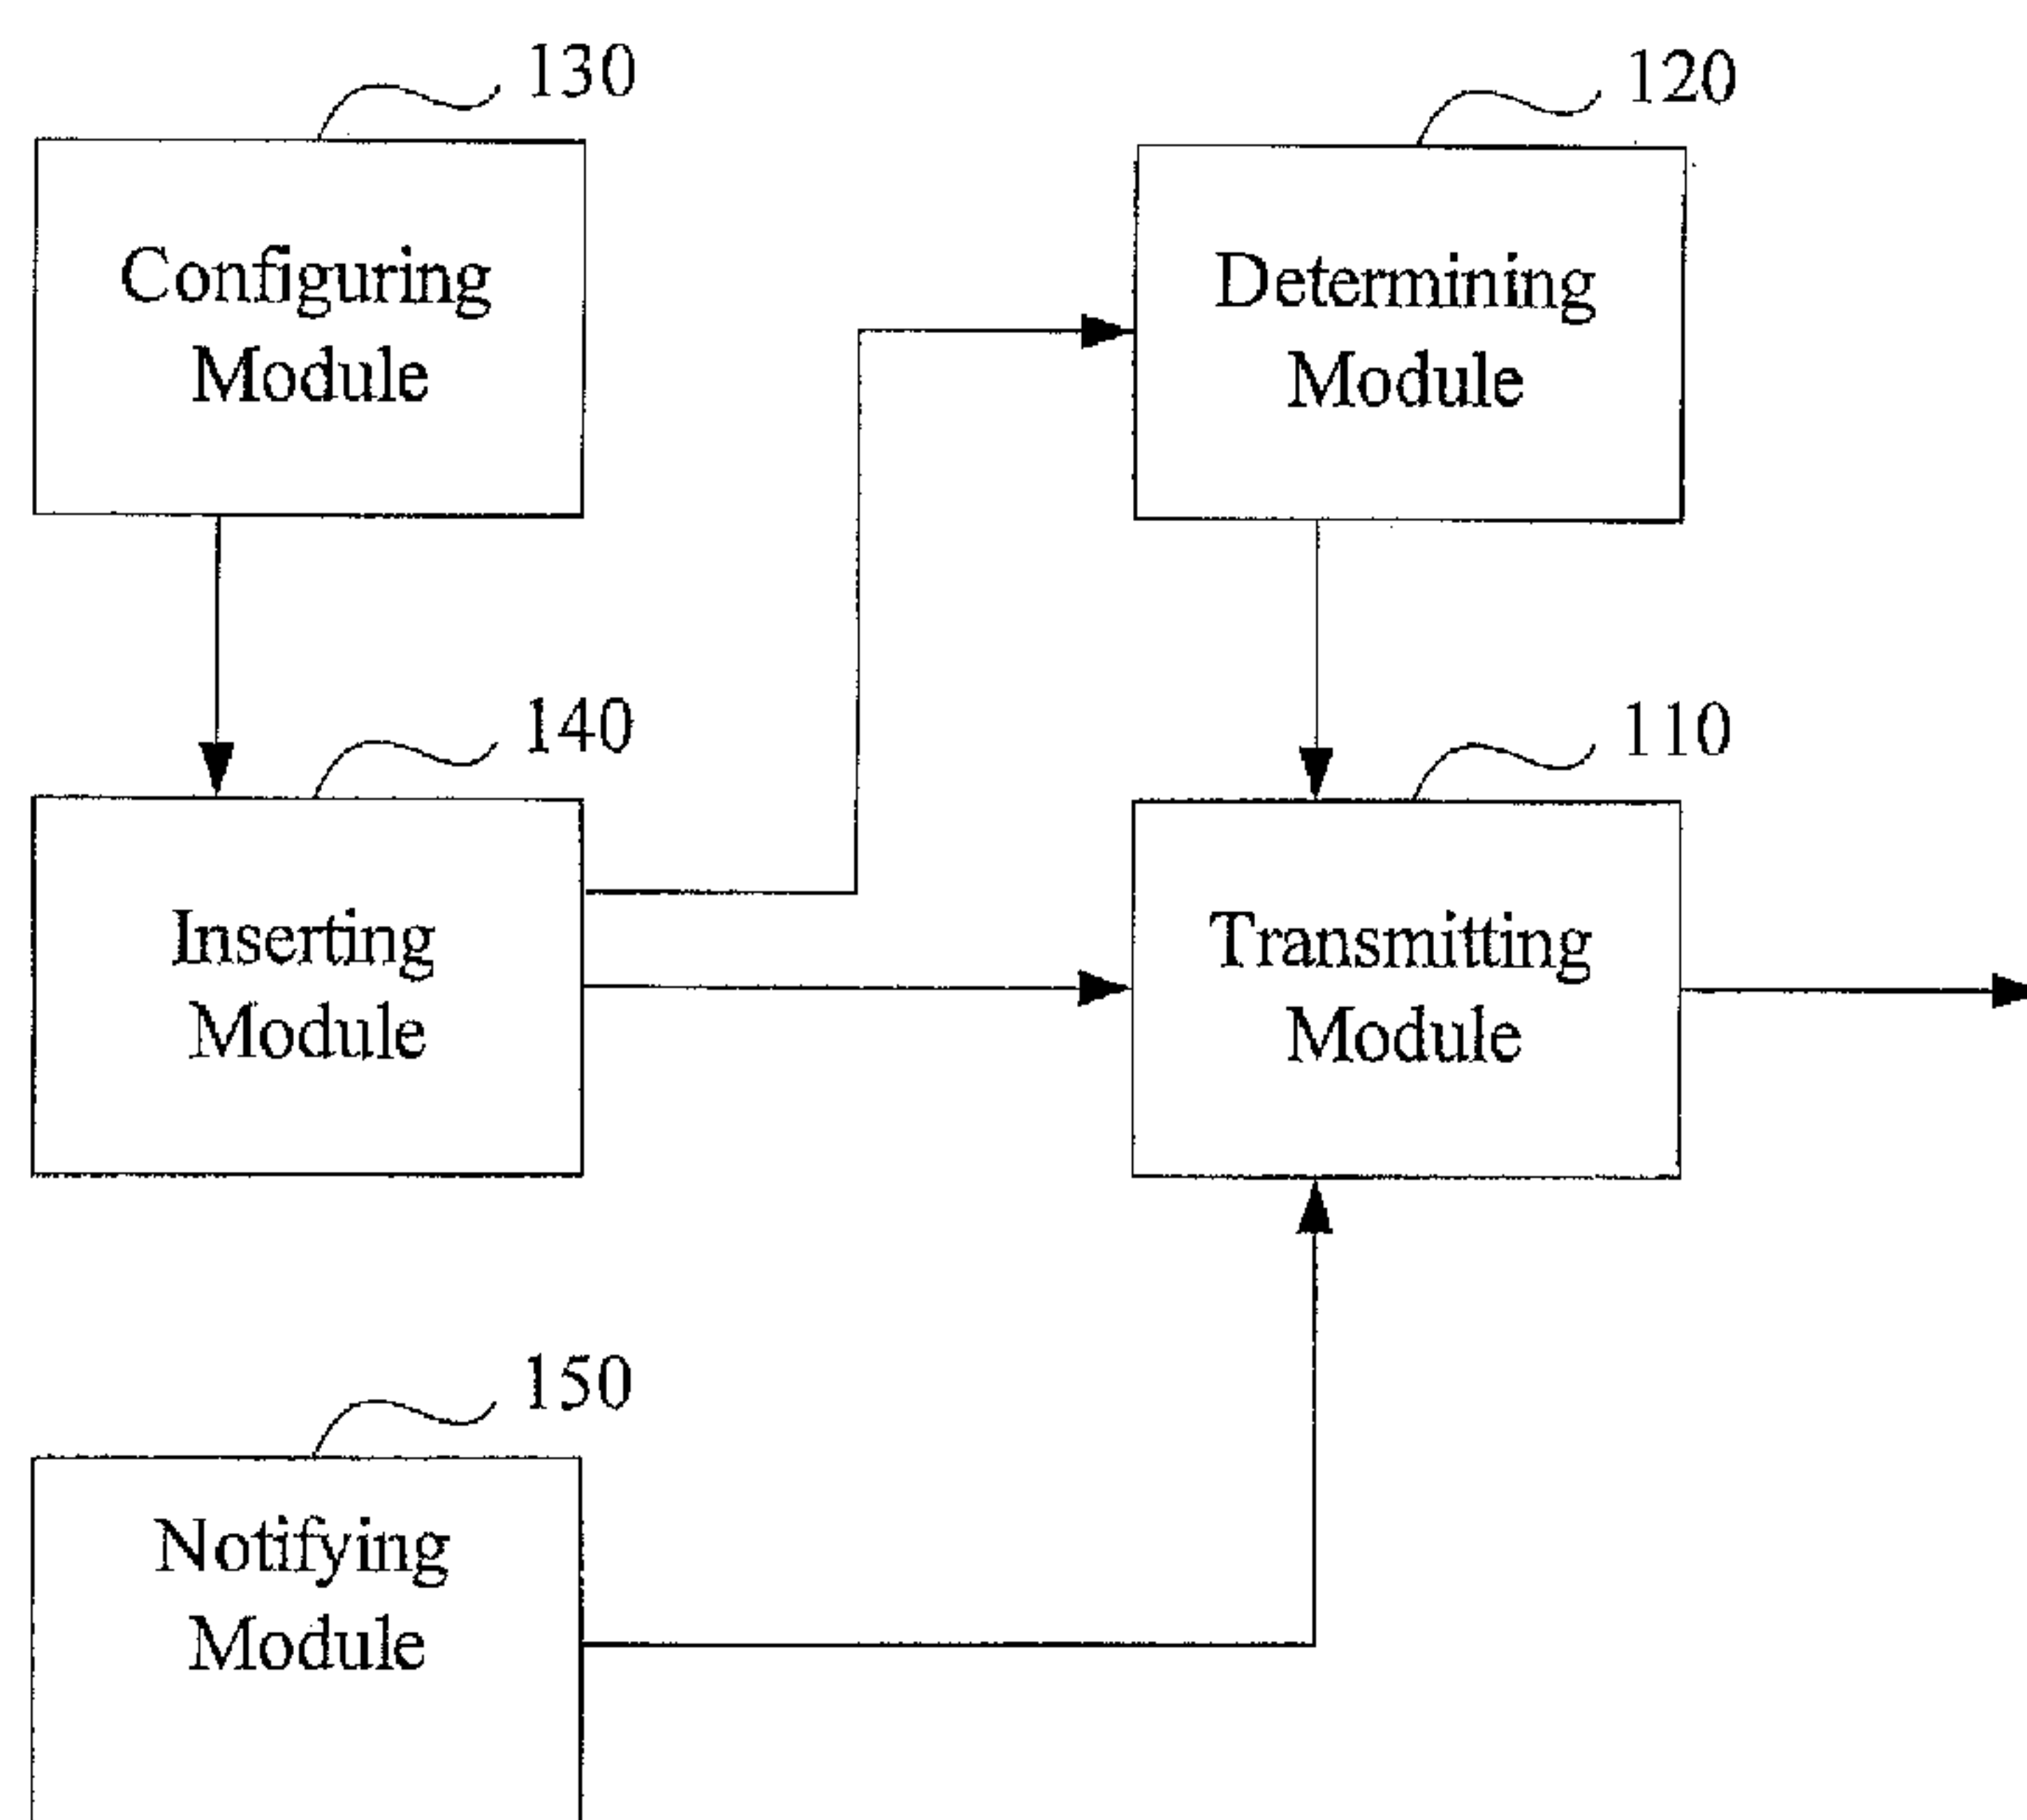 130
120
Configuring
Module
Determining
Module
140
110
Inserting
Module
Transmitting
Module
150
Notifying
Module